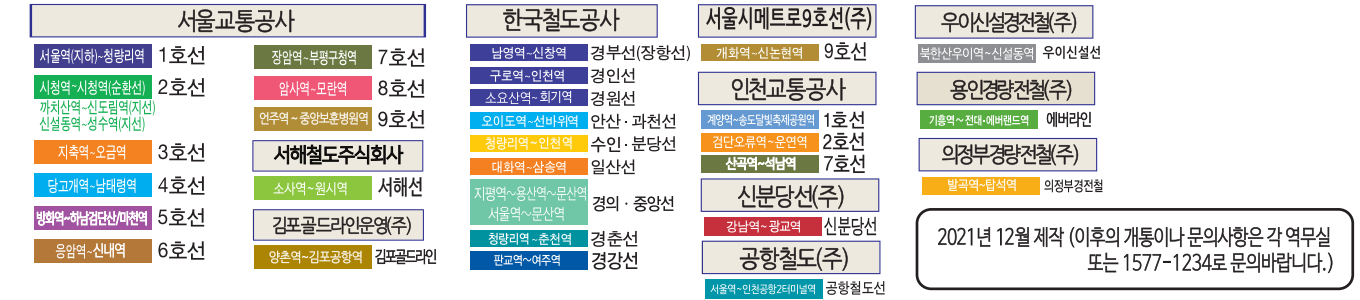 서울교통공사
서울역(지하)~청량리역 1호선
시청역~시청역(순환선) 2호선
까치산역~신도림역(지선)
신설동역~성수역(지선)
지축역~오금역 3호선
당고개역~남태령역 4호선
방화역~하남검단산/마천역 5호선
응암역~신내역 6호선
장암역~부평구청역 7호선
암사역~모란역 8호선
언주역~중앙보훈병원역 9호선
서해철도주식회사
소사역~원시역 서해선
김포골드라인운영(주)
양촌역~김포공항역 김포골드라인
한국철도공사
남영역~신창역 경부선(장항선)
구로역~인천역 경인선
소요산역~회기역 경원선
오이도역~선바위역 안산·과천선
청량리역~인천역 수인·분당선
대화역~삼송역 일산선
지평역~용산역~문산역
서울역~문산역 경의·중앙선
청량리역~춘천역 경춘선
판교역~여주역 경강선
서울시메트로9호선(주)
개화역~신논현역 9호선
인천교통공사
계양역~송도달빛축제공원역 1호선
검단오류역~운연역 2호선
산곡역~석남역 7호선
신분당선(주)
강남역~광교역 신분당선
공항철도(주)
서울역~인천공항2터미널역 공항철도선
우이신설경전철(주)
북한산우이역~신설동역 우이신설선
용인경량전철(주)
기흥역~전대·에버랜드역 에버라인
의정부경량전철(주)
발곡역~탑석역 의정부경전철
2021년 12월 제작 (이후의 개통이나 문의사항은 각 역무실
또는 1577-1234로 문의바랍니다.)